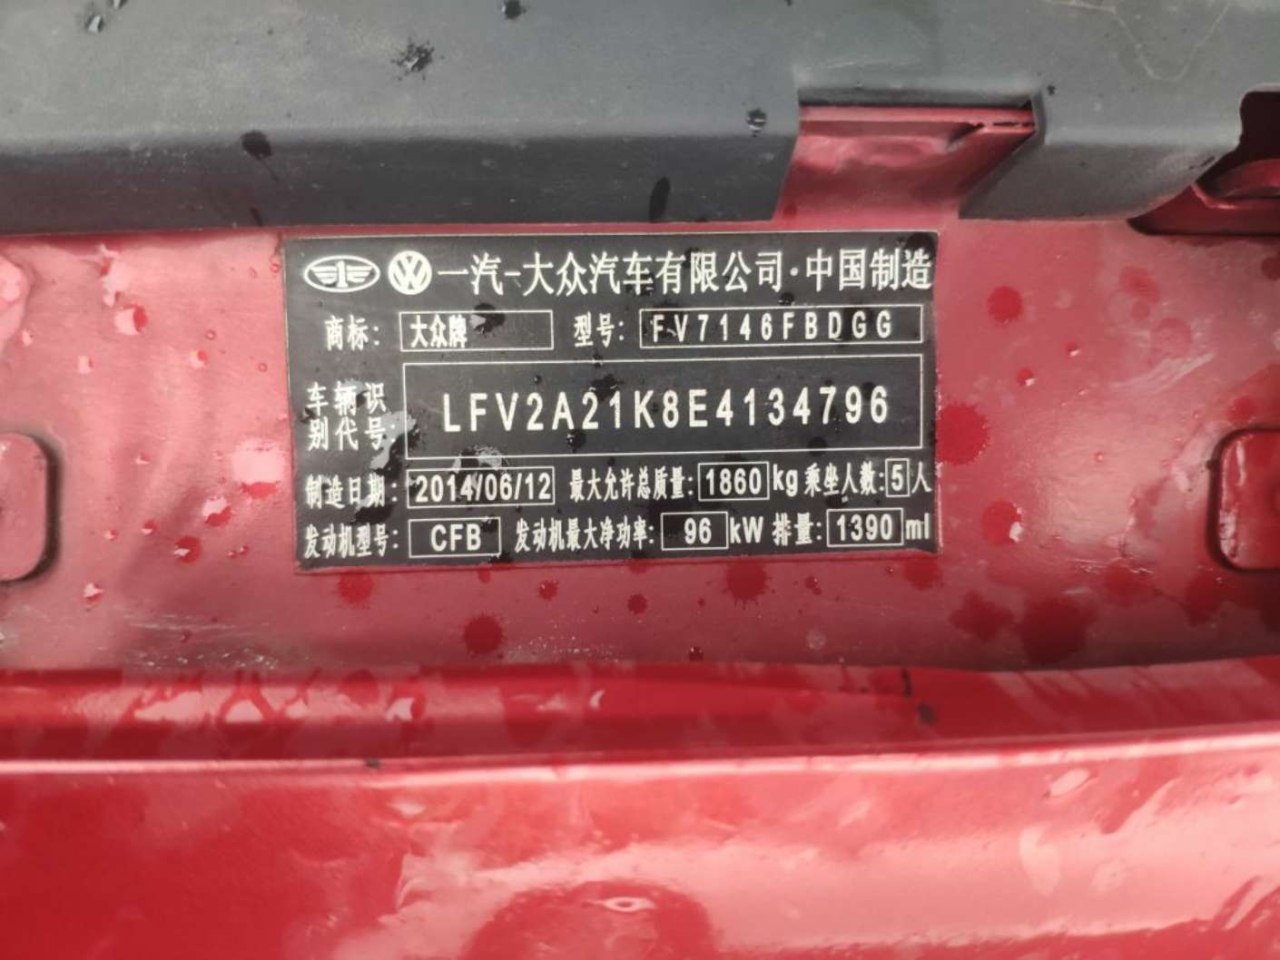 一汽-大众汽车有限公司·中国制造
商标: 大众牌 型号: FV7146FBDGG
车辆识别代号: LFV2A21K8E4134796
制造日期: 2014/06/12 最大允许总质量: 1860 kg 乘坐人数: 5 人
发动机型号: CFB 发动机最大净功率: 96 kW 排量: 1390 ml